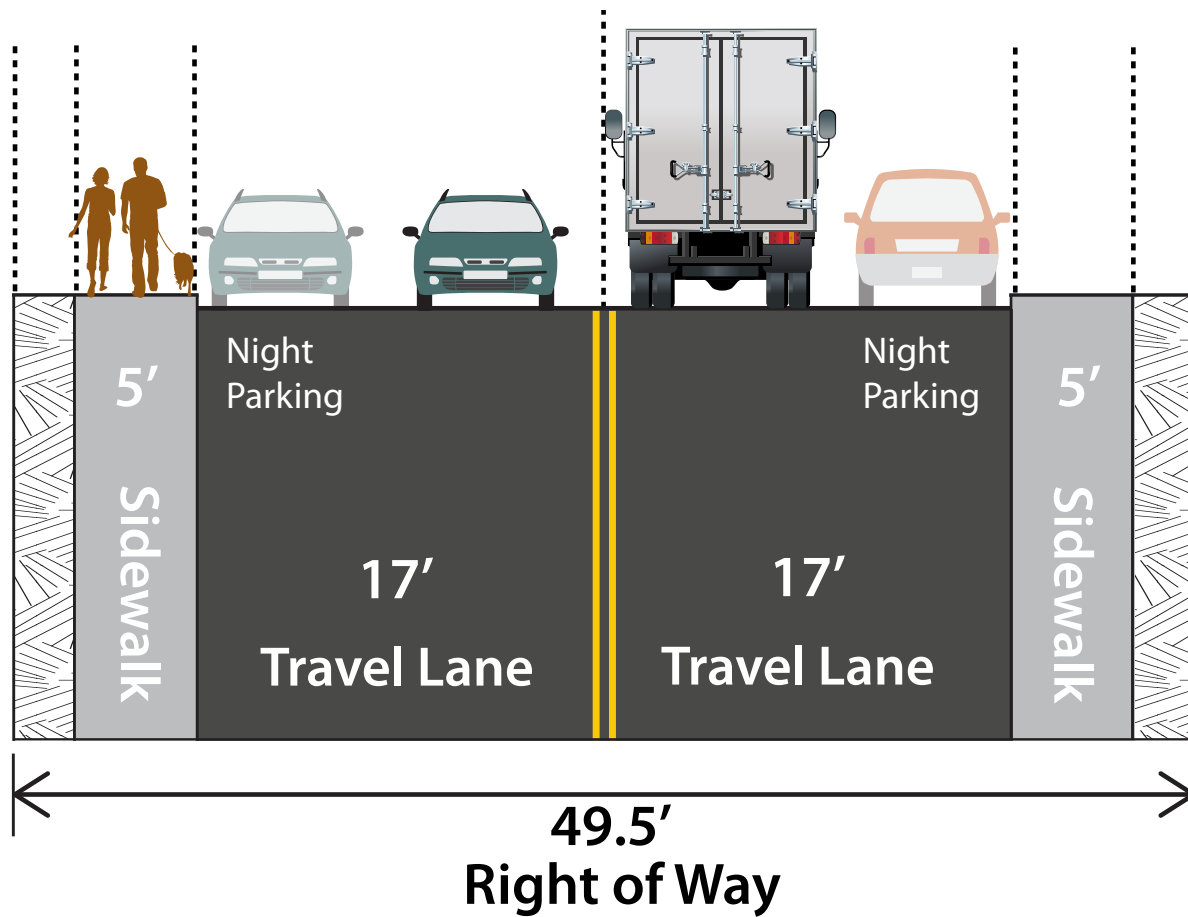 Night
Parking
Night
Parking
5′
Sidewalk
17′
Travel Lane
17′
Travel Lane
5′
Sidewalk
49.5′
Right of Way